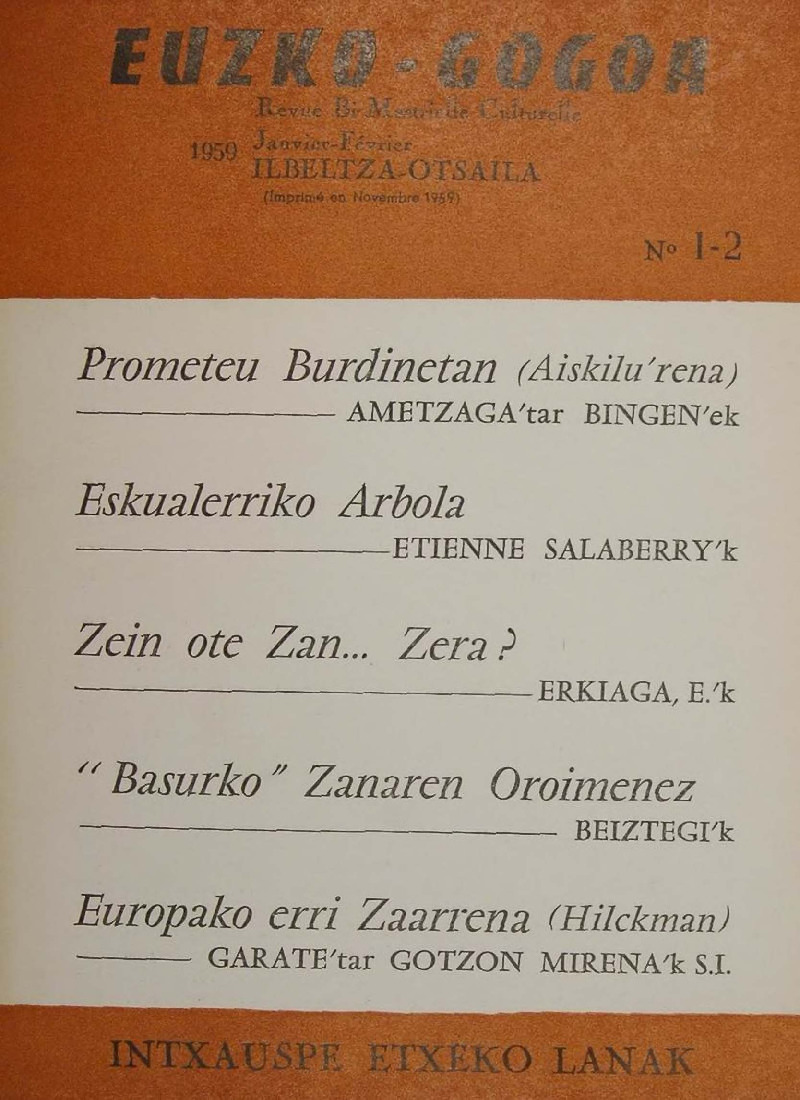 EUZKO-GOGOA
Revue Bi-Mestrielle Culturelle
1959 Janvier-Février
ILBELTZA-OTSAILA
(Imprimé en Novembre 1959)
Nº 1-2
Prometeu Burdinetan (Aiskilu'rena)
AMETZAGA'tar BINGEN'ek
Eskualerriko Arbola
ETIENNE SALABERRY'k
Zein ote Zan... Zera?
ERKIAGA, E.'k
"Basurko" Zanaren Oroimenez
BEIZTEGI'k
Europako erri Zaarrena (Hilckman)
GARATE'tar GOTZON MIRENA'k S.I.
INTXAUSPE ETXEKO LANAK